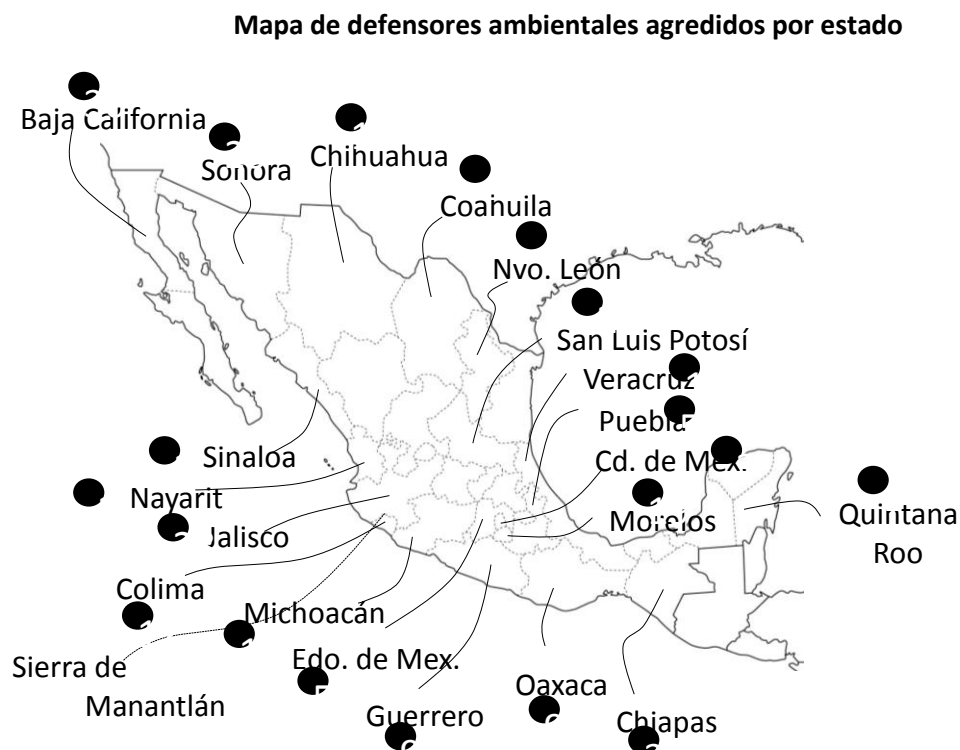 Mapa de defensores ambientales agredidos por estado
Baja California
Sonora
Chihuahua
Coahuila
Nvo. León
San Luis Potosí
Veracruz
Puebla
Cd. de Mex.
Morelos
Quintana
Roo
Sinaloa
Nayarit
Jalisco
Colima
Michoacán
Sierra de
Manantlán
Edo. de Mex.
Guerrero
Oaxaca
Chiapas